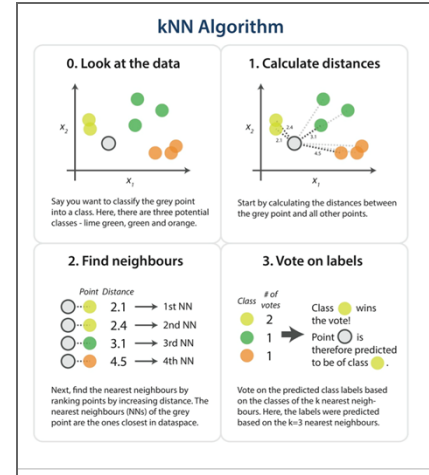 kNN Algorithm
0. Look at the data
X2
X1
Say you want to classify the grey point
into a class. Here, there are three potential
classes - lime green, green and orange.
1. Calculate distances
X2
2.4
2.1
3.1
4.5
X1
Start by calculating the distances between
the grey point and all other points.
2. Find neighbours
Point Distance
2.1 → 1st NN
2.4 → 2nd NN
3.1 → 3rd NN
4.5 → 4th NN
Next, find the nearest neighbours by
ranking points by increasing distance. The
nearest neighbours (NNs) of the grey
point are the ones closest in dataspace.
3. Vote on labels
Class # of votes
2
1
1
Class wins
the vote!
Point is
therefore predicted
to be of class .
Vote on the predicted class labels based
on the classes of the k nearest neigh-
bours. Here, the labels were predicted
based on the k=3 nearest neighbours.